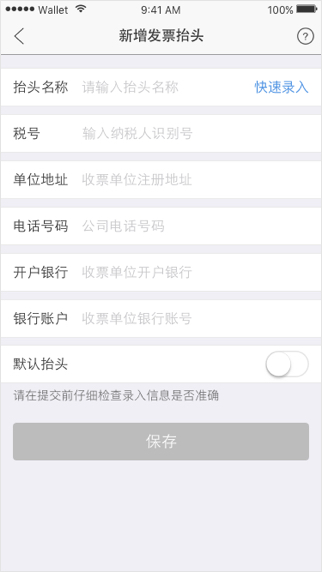 Wallet 9:41 AM 100%
新增发票抬头 ?
抬头名称 请输入抬头名称 快速录入
税号 输入纳税人识别号
单位地址 收票单位注册地址
电话号码 公司电话号码
开户银行 收票单位开户银行
银行账户 收票单位银行账号
默认抬头
请在提交前仔细检查录入信息是否准确
保存